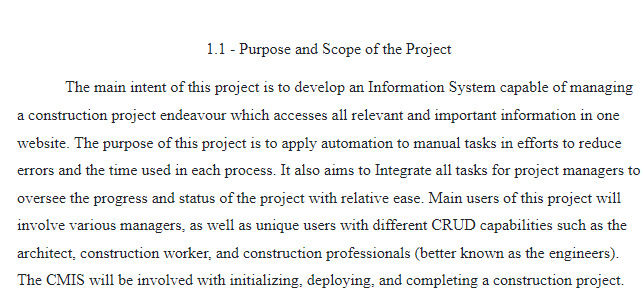 1.1 - Purpose and Scope of the Project
The main intent of this project is to develop an Information System capable of managing
a construction project endeavour which accesses all relevant and important information in one
website. The purpose of this project is to apply automation to manual tasks in efforts to reduce
errors and the time used in each process. It also aims to Integrate all tasks for project managers to
oversee the progress and status of the project with relative ease. Main users of this project will
involve various managers, as well as unique users with different CRUD capabilities such as the
architect, construction worker, and construction professionals (better known as the engineers).
The CMIS will be involved with initializing, deploying, and completing a construction project.